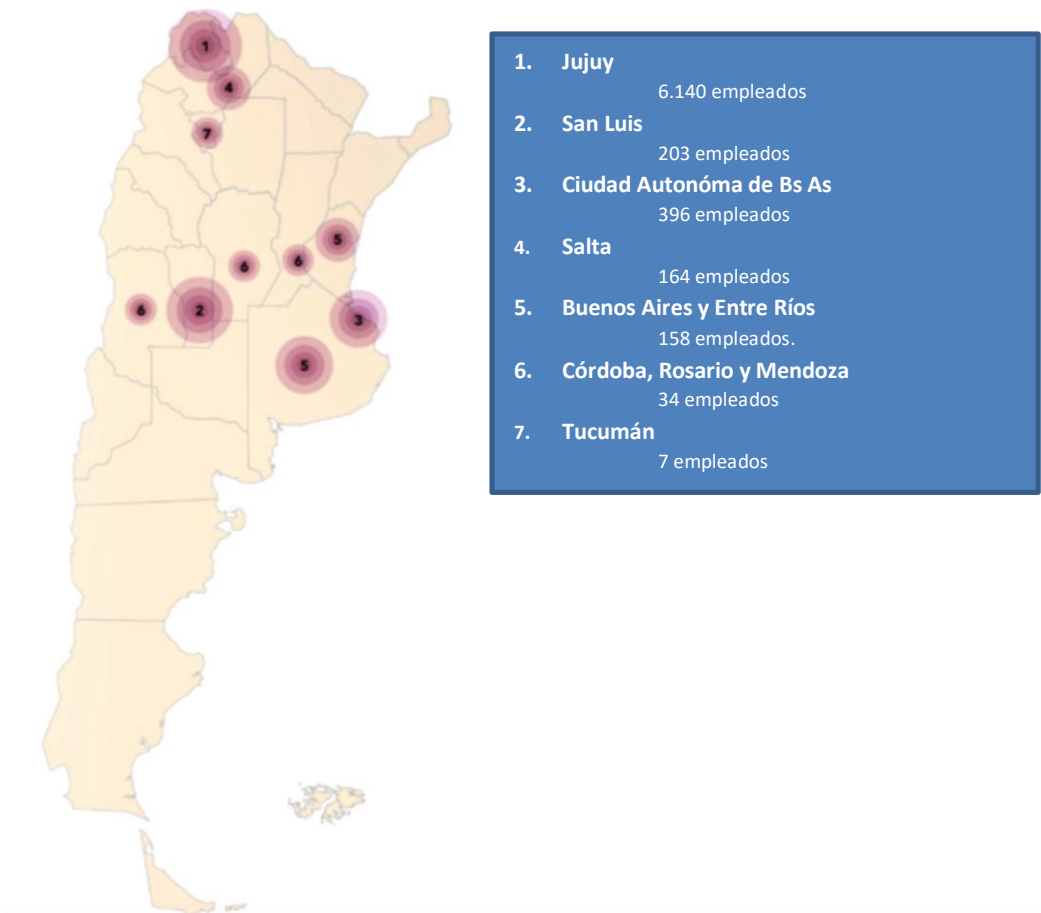 1
4
7
5
6
6
6
2
3
5
1. Jujuy
6.140 empleados
2. San Luis
203 empleados
3. Ciudad Autonóma de Bs As
396 empleados
4. Salta
164 empleados
5. Buenos Aires y Entre Ríos
158 empleados.
6. Córdoba, Rosario y Mendoza
34 empleados
7. Tucumán
7 empleados